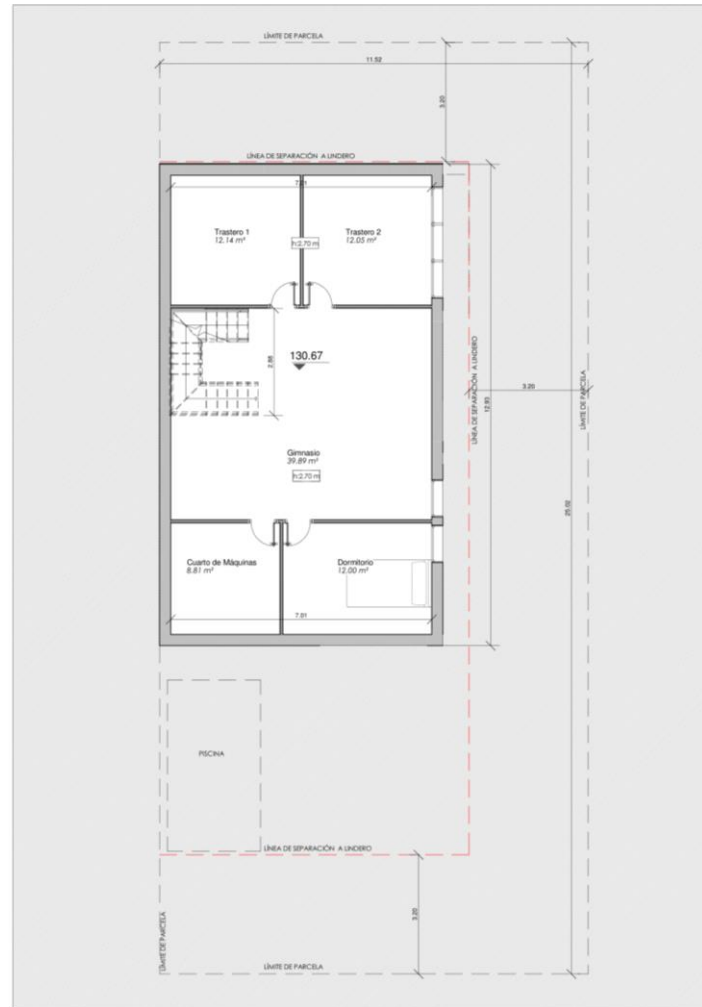 LÍMITE DE PARCELA
11.92
3.20
LÍNEA DE SEPARACIÓN A LINDERO
7.01
Trastero 1
12.14 m²
h:2.70 m
Trastero 2
12.05 m²
2.88
130.67
LÍNEA DE SEPARACIÓN A LINDERO
12.93
3.20
LÍMITE DE PARCELA
Gimnasio
39.89 m²
h:2.70 m
25.02
Cuarto de Máquinas
8.81 m²
Dormitorio
12.00 m²
7.01
PISCINA
LÍNEA DE SEPARACIÓN A LINDERO
3.20
LÍMITE DE PARCELA
LÍMITE DE PARCELA